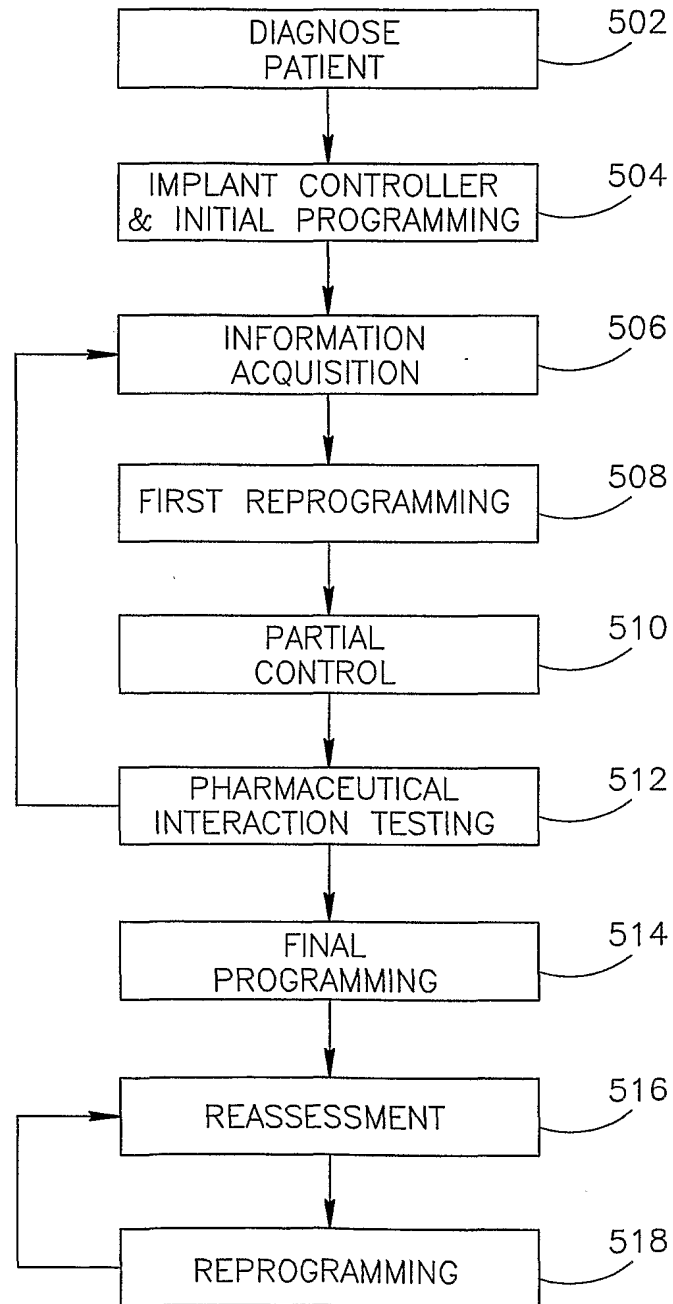 DIAGNOSE
PATIENT
502
IMPLANT CONTROLLER
& INITIAL PROGRAMMING
504
INFORMATION
ACQUISITION
506
FIRST REPROGRAMMING
508
PARTIAL
CONTROL
510
PHARMACEUTICAL
INTERACTION TESTING
512
FINAL
PROGRAMMING
514
REASSESSMENT
516
REPROGRAMMING
518